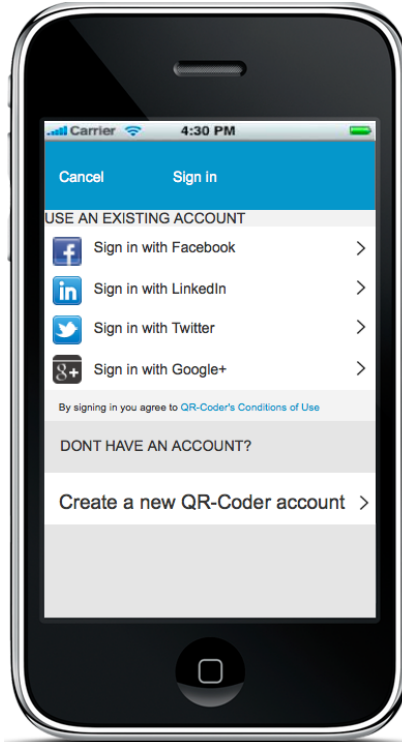 Carrier 4:30 PM
Cancel Sign in
USE AN EXISTING ACCOUNT
f Sign in with Facebook
in Sign in with LinkedIn
Sign in with Twitter
g+ Sign in with Google+
By signing in you agree to QR-Coder's Conditions of Use
DONT HAVE AN ACCOUNT?
Create a new QR-Coder account